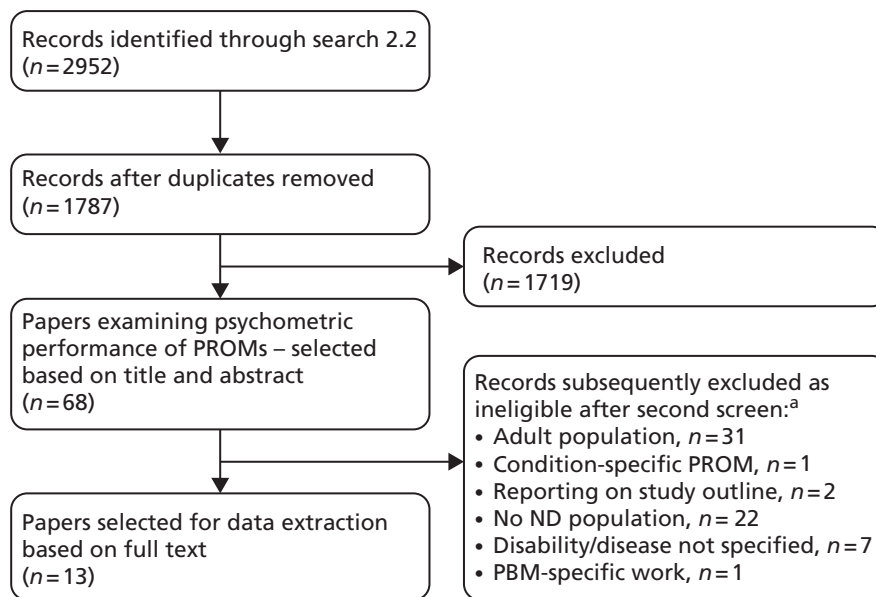 Records identified through search 2.2
(n=2952)
Records after duplicates removed
(n=1787)
Records excluded
(n=1719)
Papers examining psychometric
performance of PROMs – selected
based on title and abstract
(n=68)
Records subsequently excluded as
ineligible after second screen:a
• Adult population, n=31
• Condition-specific PROM, n=1
• Reporting on study outline, n=2
• No ND population, n=22
• Disability/disease not specified, n=7
• PBM-specific work, n=1
Papers selected for data extraction
based on full text
(n=13)